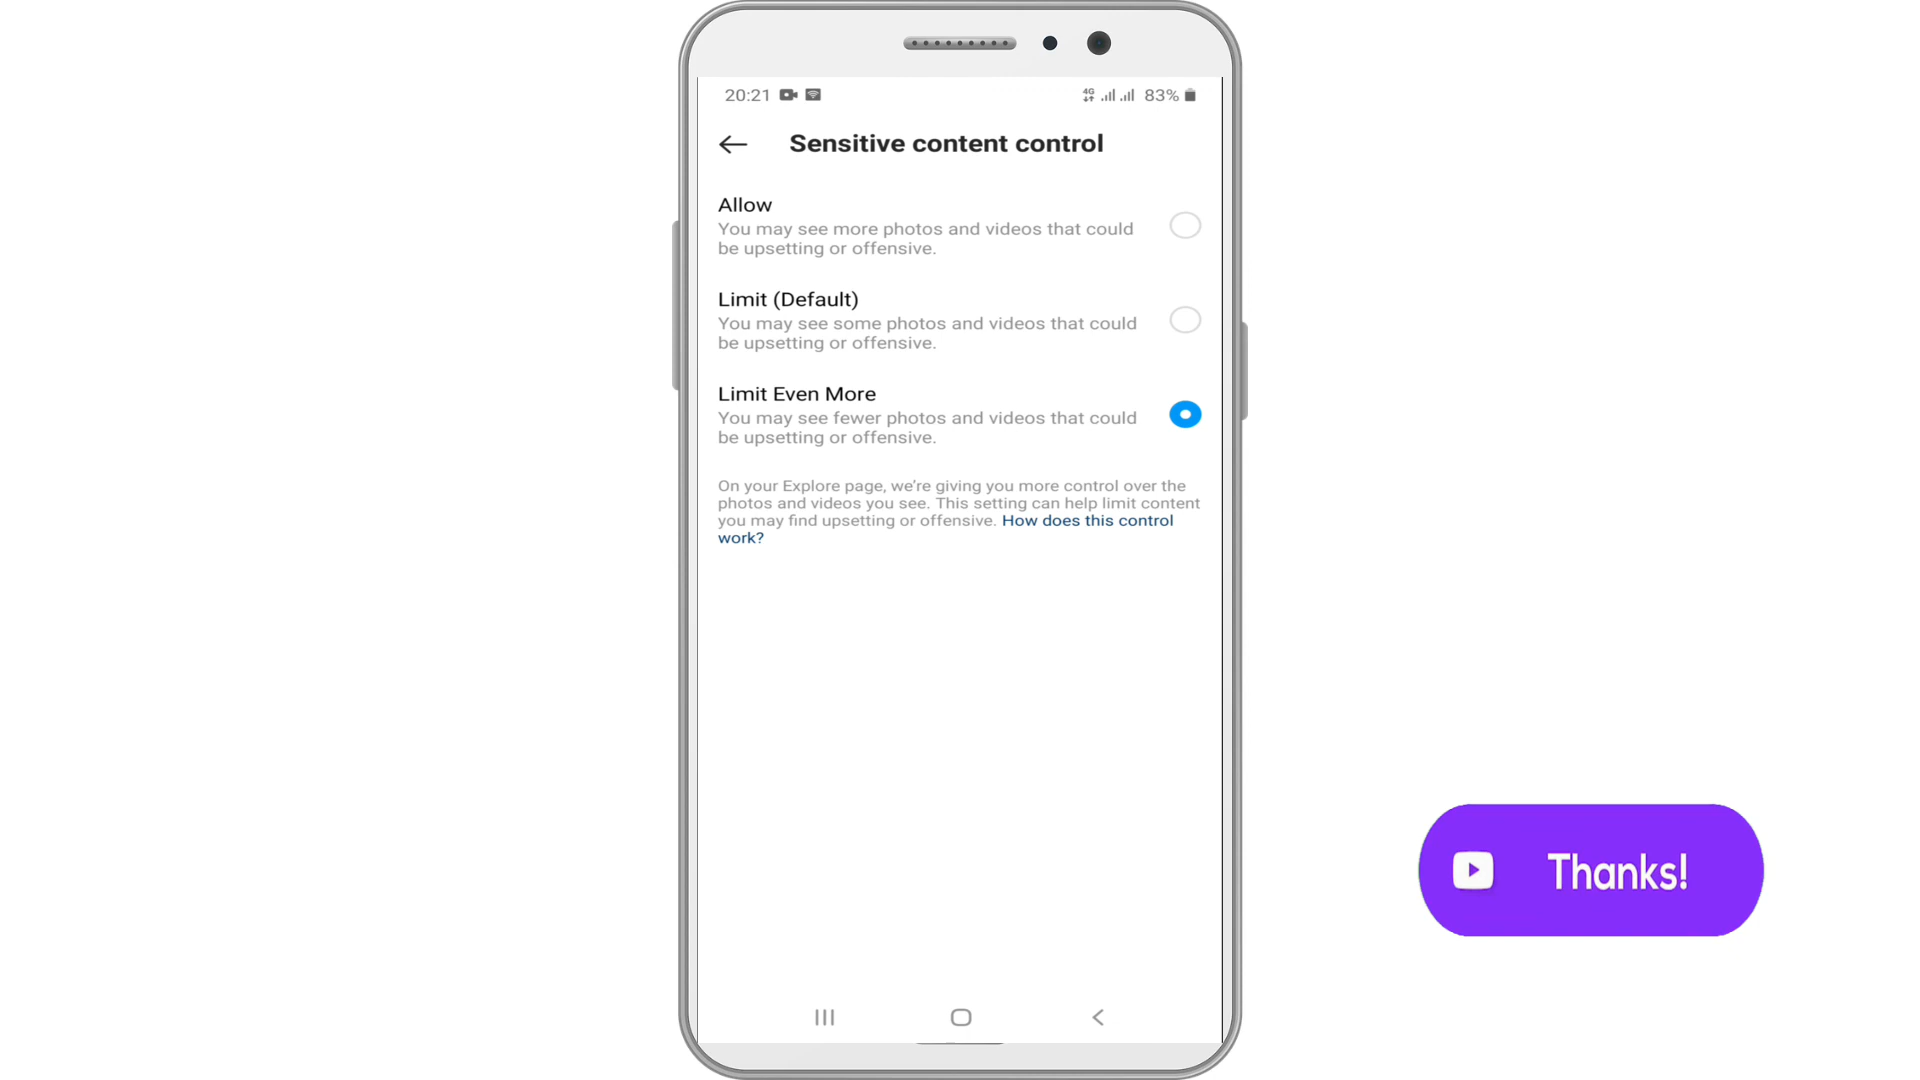 20:21 4G 83%
Sensitive content control
Allow
You may see more photos and videos that could
be upsetting or offensive.
Limit (Default)
You may see some photos and videos that could
be upsetting or offensive.
Limit Even More
You may see fewer photos and videos that could
be upsetting or offensive.
On your Explore page, we're giving you more control over the
photos and videos you see. This setting can help limit content
you may find upsetting or offensive. How does this control
work?
Thanks!